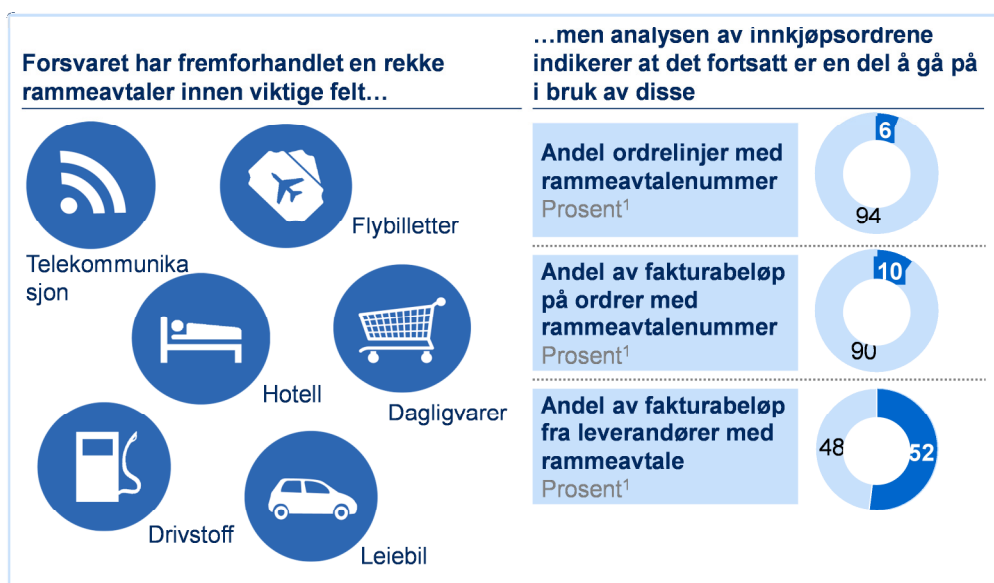 Forsvaret har fremforhandlet en rekke
rammeavtaler innen viktige felt…
Telekommunika
sjon
Flybilletter
Hotell
Dagligvarer
Drivstoff
Leiebil
…men analysen av innkjøpsordrene
indikerer at det fortsatt er en del å gå på
i bruk av disse
Andel ordrelinjer med
rammeavtalenummer
Prosent¹
6
94
Andel av fakturabeløp
på ordrer med
rammeavtalenummer
Prosent¹
10
90
Andel av fakturabeløp
fra leverandører med
rammeavtale
Prosent¹
48
52